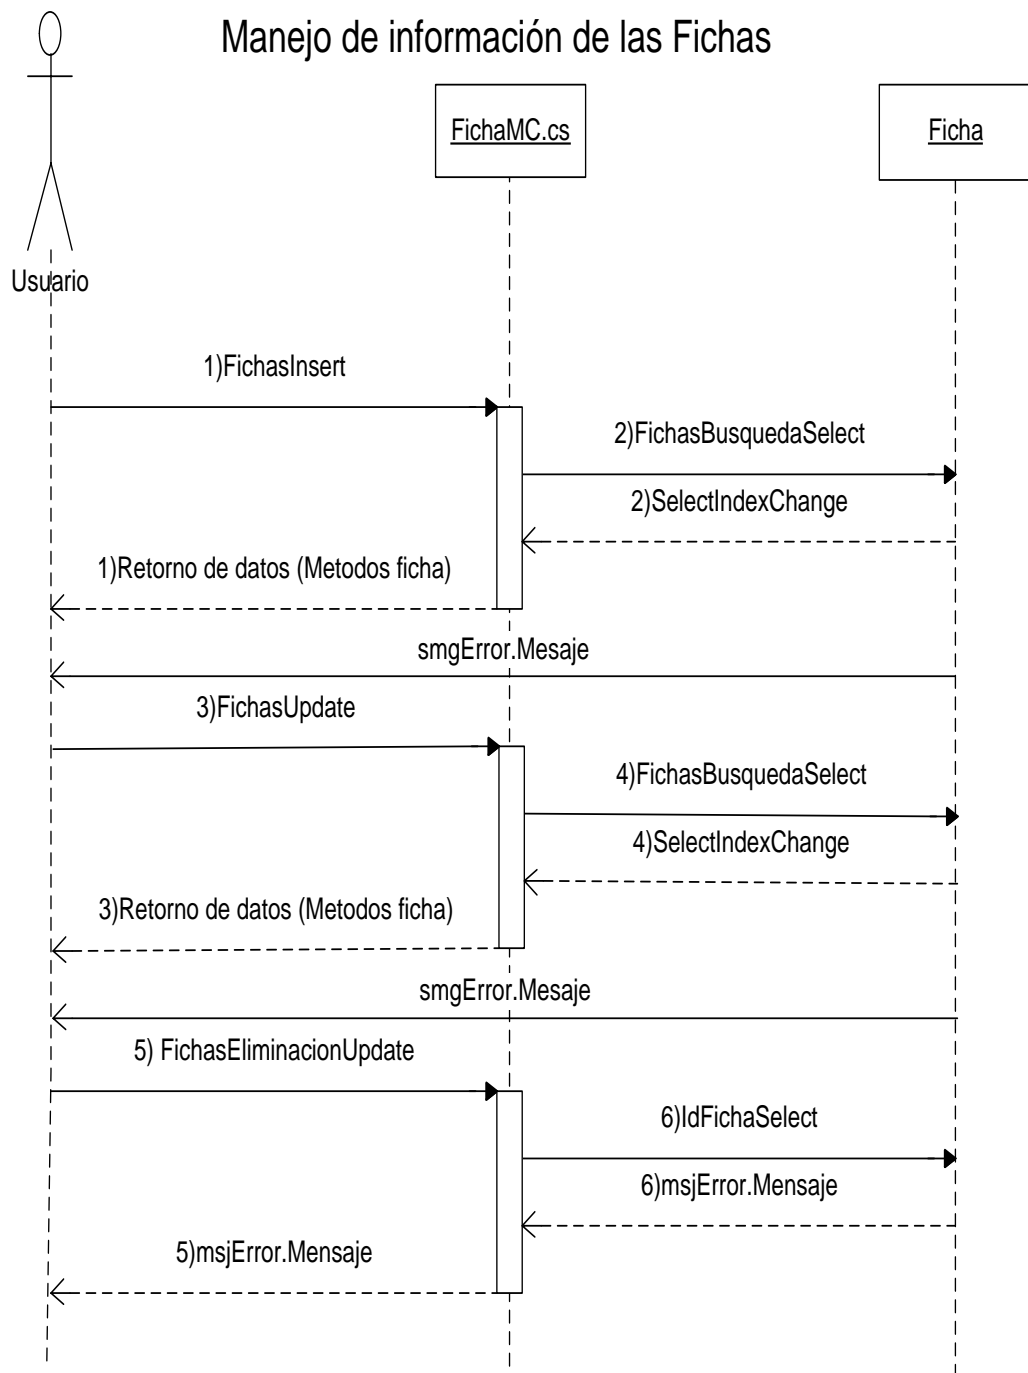 Manejo de información de las Fichas
FichaMC.cs
Ficha
Usuario
1)FichasInsert
2)FichasBusquedaSelect
2)SelectIndexChange
1)Retorno de datos (Metodos ficha)
smgError.Mesaje
3)FichasUpdate
4)FichasBusquedaSelect
4)SelectIndexChange
3)Retorno de datos (Metodos ficha)
smgError.Mesaje
5) FichasEliminacionUpdate
6)IdFichaSelect
6)msjError.Mensaje
5)msjError.Mensaje